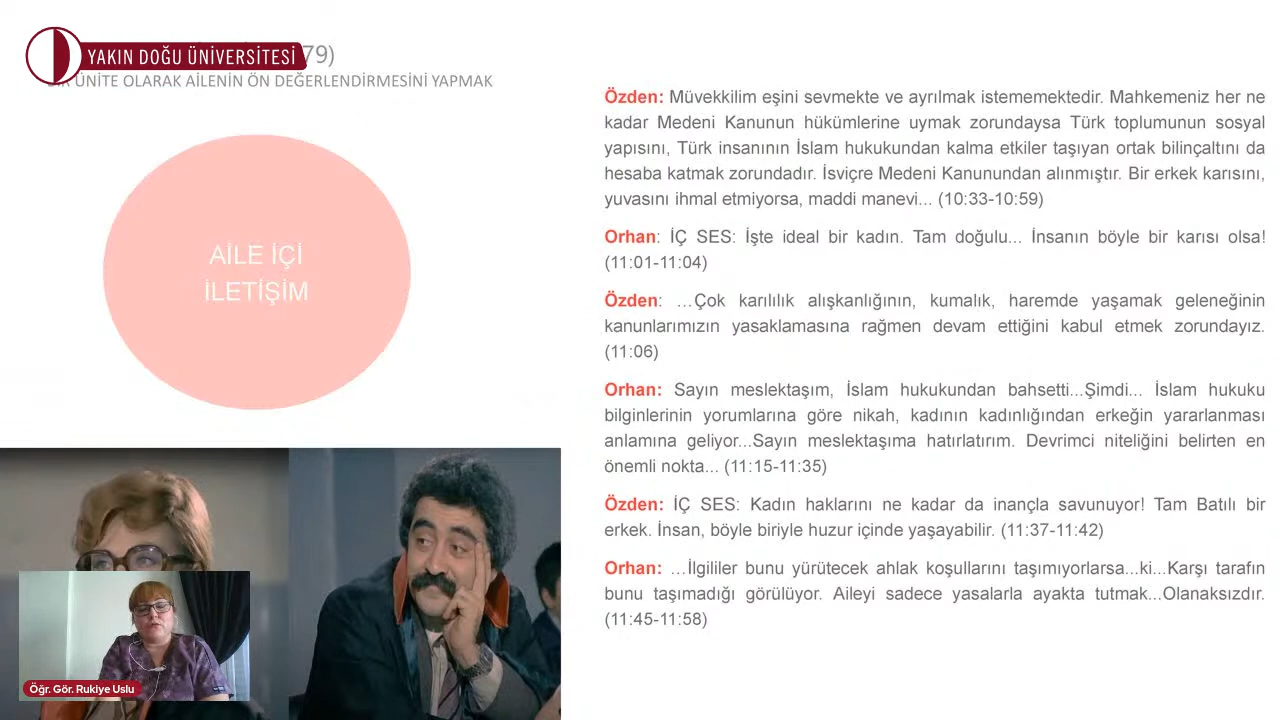 YAKIN DOĞU ÜNİVERSİTESİ
79)
ÜNİTE OLARAK AİLENİN ÖN DEĞERLENDİRMESİNİ YAPMAK
AİLE İÇİ
İLETİŞİM
Özden: Müvekkilim eşini sevmekte ve ayrılmak istememektedir. Mahkemeniz her ne
kadar Medeni Kanunun hükümlerine uymak zorundaysa Türk toplumunun sosyal
yapısını, Türk insanının İslam hukukundan kalma etkiler taşıyan ortak bilinçaltını da
hesaba katmak zorundadır. İsviçre Medeni Kanunundan alınmıştır. Bir erkek karısını,
yuvasını ihmal etmiyorsa, maddi manevi... (10:33-10:59)
Orhan: İÇ SES: İşte ideal bir kadın. Tam doğulu... İnsanın böyle bir karısı olsa!
(11:01-11:04)
Özden: …Çok karılılık alışkanlığının, kumalık, haremde yaşamak geleneğinin
kanunlarımızın yasaklamasına rağmen devam ettiğini kabul etmek zorundayız.
(11:06)
Orhan: Sayın meslektaşım, İslam hukukundan bahsetti...Şimdi... İslam hukuku
bilginlerinin yorumlarına göre nikah, kadının kadınlığından erkeğin yararlanması
anlamına geliyor...Sayın meslektaşıma hatırlatırım. Devrimci niteliğini belirten en
önemli nokta... (11:15-11:35)
Özden: İÇ SES: Kadın haklarını ne kadar da inançla savunuyor! Tam Batılı bir
erkek. İnsan, böyle biriyle huzur içinde yaşayabilir. (11:37-11:42)
Orhan: …İlgililer bunu yürütecek ahlak koşullarını taşımıyorlarsa...ki...Karşı tarafın
bunu taşımadığı görülüyor. Aileyi sadece yasalarla ayakta tutmak...Olanaksızdır.
(11:45-11:58)
Öğr. Gör. Rukiye Uslu